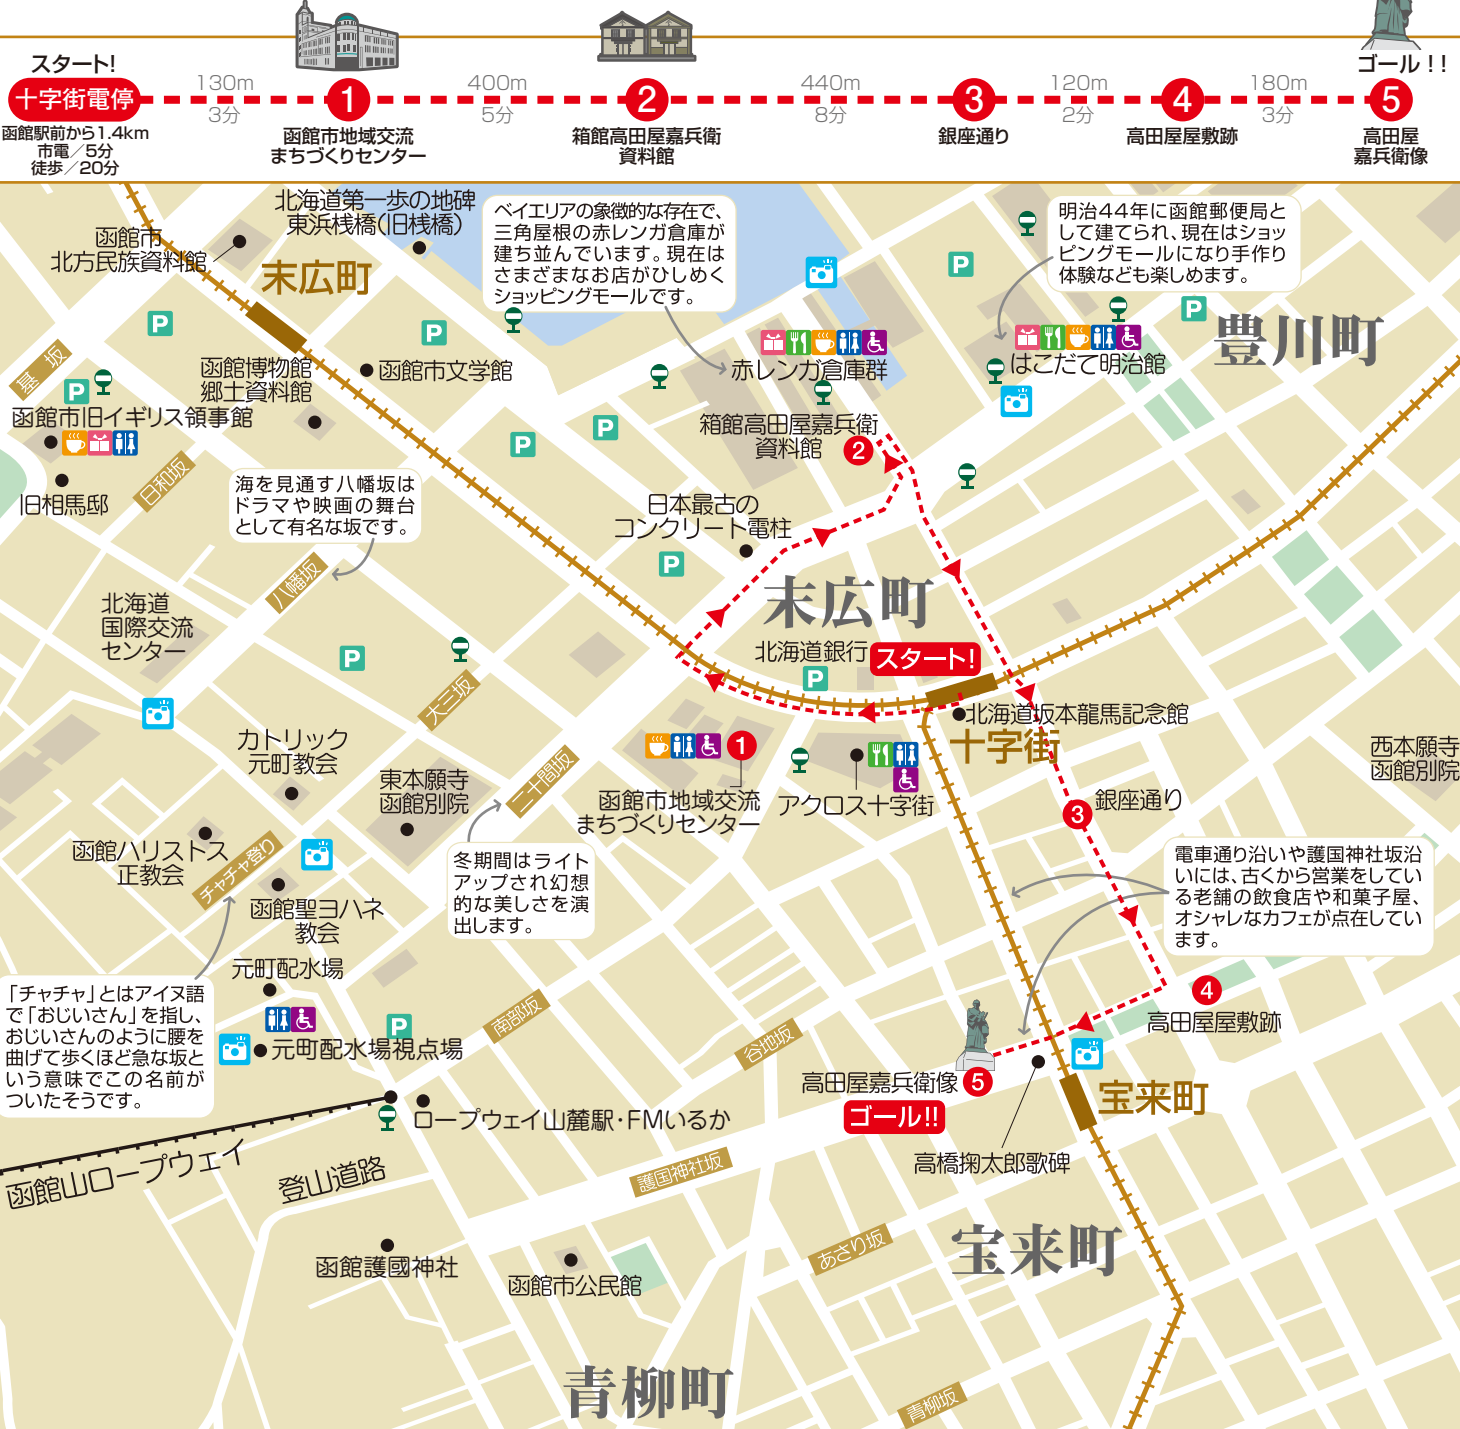 スタート!
十字街電停
函館駅前から1.4km
市電／5分
徒歩／20分
130m
3分
1
函館市地域交流
まちづくりセンター
400m
5分
2
箱館高田屋嘉兵衛
資料館
440m
8分
3
銀座通り
120m
2分
4
高田屋屋敷跡
180m
3分
ゴール！！
5
高田屋
嘉兵衛像
北海道第一歩の地碑
東浜桟橋(旧桟橋)
函館市
北方民族資料館
末広町
ベイエリアの象徴的な存在で、
三角屋根の赤レンガ倉庫が
建ち並んでいます。現在は
さまざまなお店がひしめく
ショッピングモールです。
明治44年に函館郵便局と
して建てられ、現在はショッ
ピングモールになり手作り
体験なども楽しめます。
豊川町
P
P
P
P
P
P
P
P
P
P
P
基坂
函館博物館
郷土資料館
函館市文学館
赤レンガ倉庫群
はこだて明治館
函館市旧イギリス領事館
旧相馬邸
日和坂
海を見通す八幡坂は
ドラマや映画の舞台
として有名な坂です。
八幡坂
箱館高田屋嘉兵衛
資料館
2
日本最古の
コンクリート電柱
末広町
北海道銀行
スタート!
北海道
国際交流
センター
大三坂
北海道坂本龍馬記念館
十字街
西本願寺
函館別院
カトリック
元町教会
東本願寺
函館別院
二十間坂
1
函館市地域交流
まちづくりセンター
アクロス十字街
3
銀座通り
函館ハリストス
正教会
チャチャ登り
函館聖ヨハネ
教会
冬期間はライト
アップされ幻想
的な美しさを演
出します。
電車通り沿いや護国神社坂沿
いには、古くから営業をしてい
る老舗の飲食店や和菓子屋、
オシャレなカフェが点在してい
ます。
元町配水場
「チャチャ」とはアイヌ語
で「おじいさん」を指し、
おじいさんのように腰を
曲げて歩くほど急な坂と
いう意味でこの名前が
ついたそうです。
元町配水場視点場
南部坂
谷地坂
4
高田屋屋敷跡
高田屋嘉兵衛像
5
ゴール!!
宝来町
ロープウェイ山麓駅・FMいるか
函館山ロープウェイ
登山道路
護国神社坂
高橋掬太郎歌碑
函館護國神社
函館市公民館
あさり坂
宝来町
青柳町
青柳坂